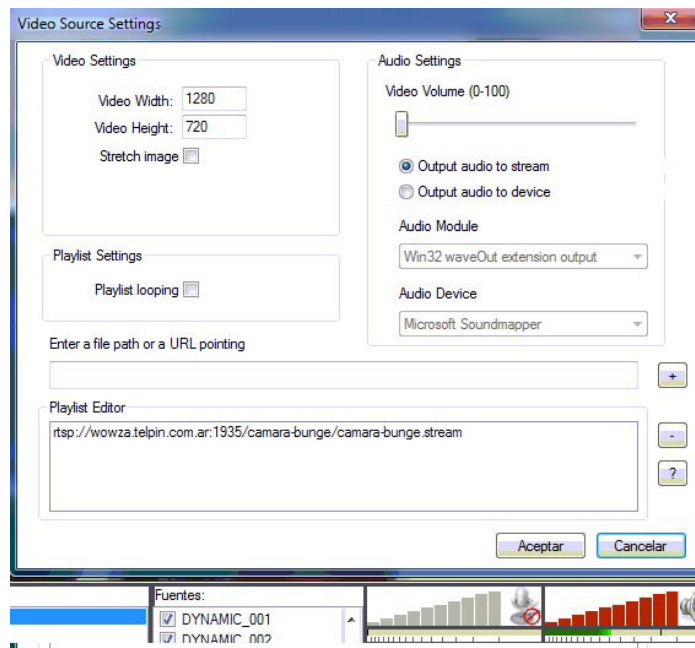 Video Source Settings
Video Settings
Video Width: 1280
Video Height: 720
Stretch image
Playlist Settings
Playlist looping
Audio Settings
Video Volume (0-100)
Output audio to stream
Output audio to device
Audio Module
Win32 waveOut extension output
Audio Device
Microsoft Soundmapper
Enter a file path or a URL pointing
+
Playlist Editor
rtsp://wowza.telpin.com.ar:1935/camara-bunge/camara-bunge.stream
-
?
Aceptar
Cancelar
Fuentes:
DYNAMIC_001
DYNAMIC_002